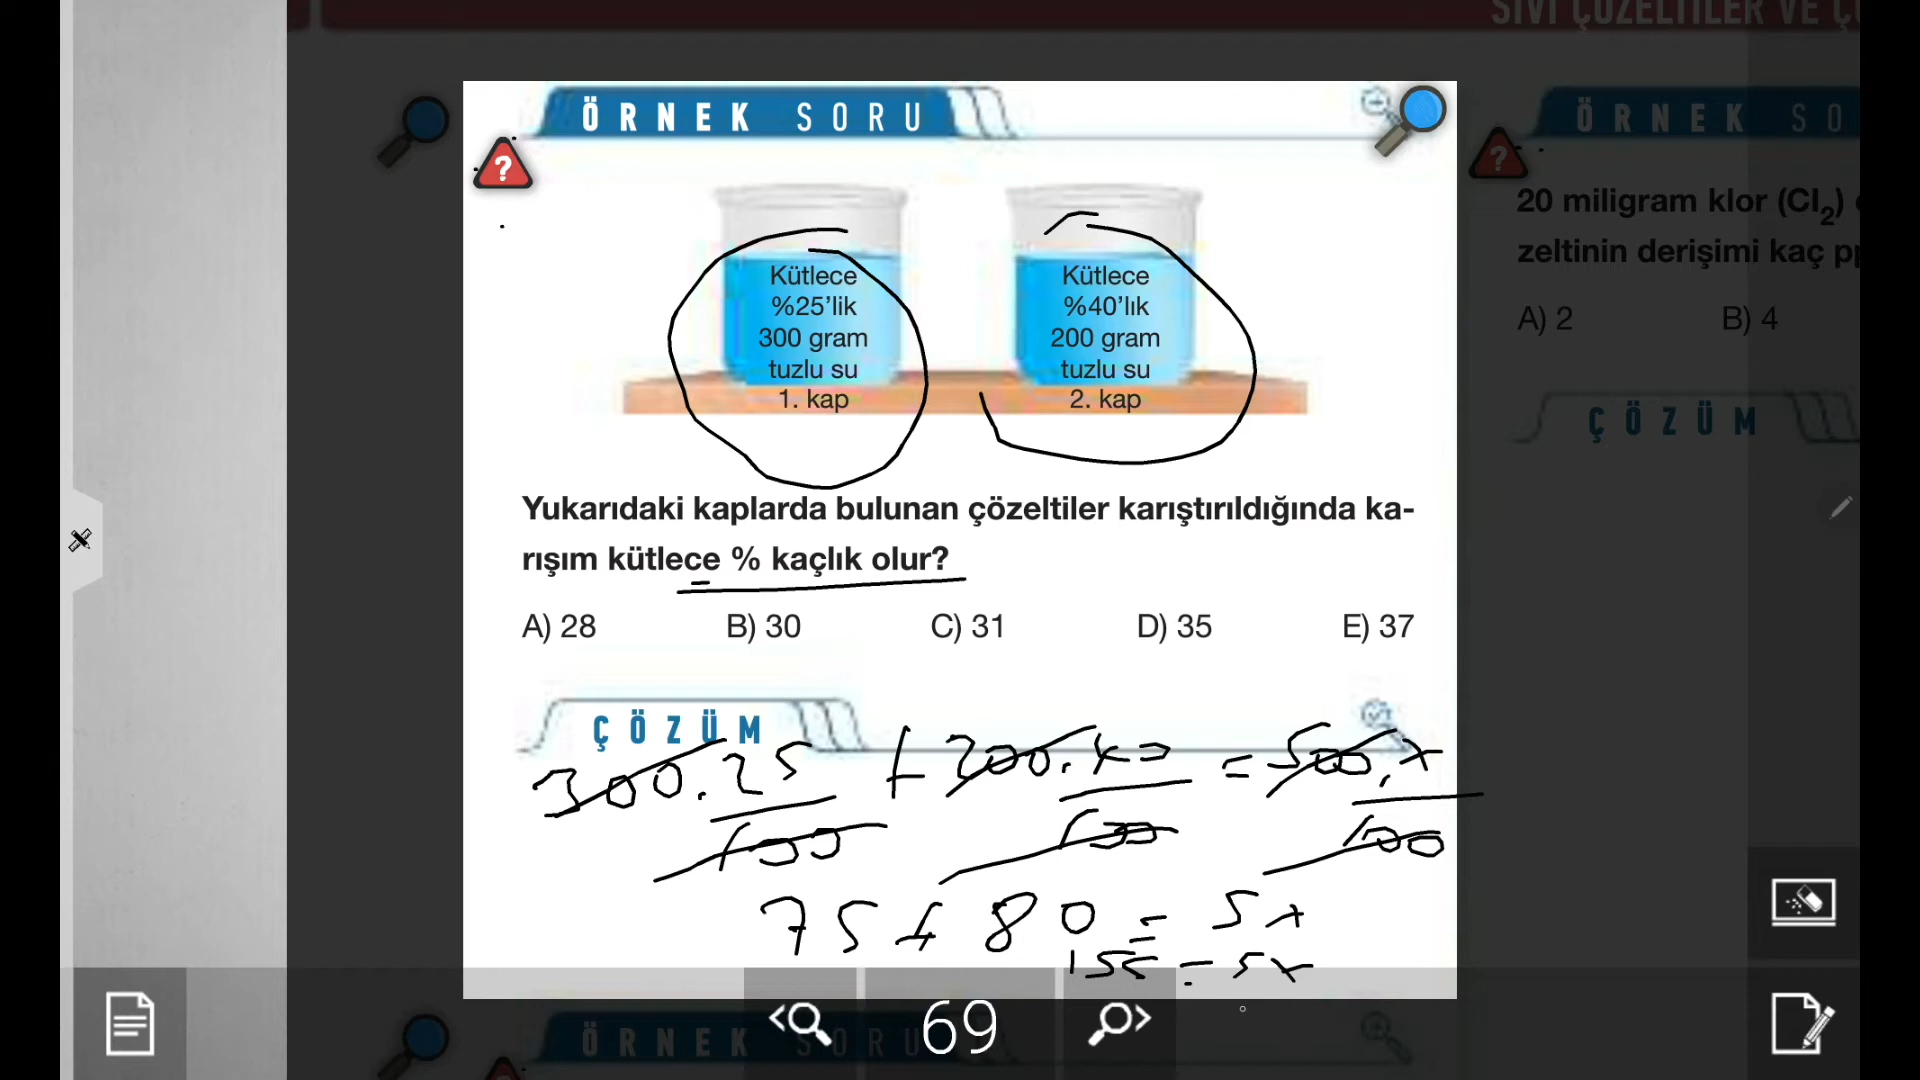 SIVI ÇÖZELTİLER VE Ç
ÖRNEK SORU
Kütlece
%25'lik
300 gram
tuzlu su
1. kap
Kütlece
%40'lık
200 gram
tuzlu su
2. kap
Yukarıdaki kaplarda bulunan çözeltiler karıştırıldığında ka-
rışım kütlece % kaçlık olur?
A) 28 B) 30 C) 31 D) 35 E) 37
ÇÖZÜM
300.25 + 200.40 = 500.x
100 100 100
75 + 80 = 5x
155 = 5x
ÖRNEK SO
20 miligram klor (Cl₂)
zeltinin derişimi kaç pp
A) 2 B) 4
ÇÖZÜM
69
ÖRNEK SORU